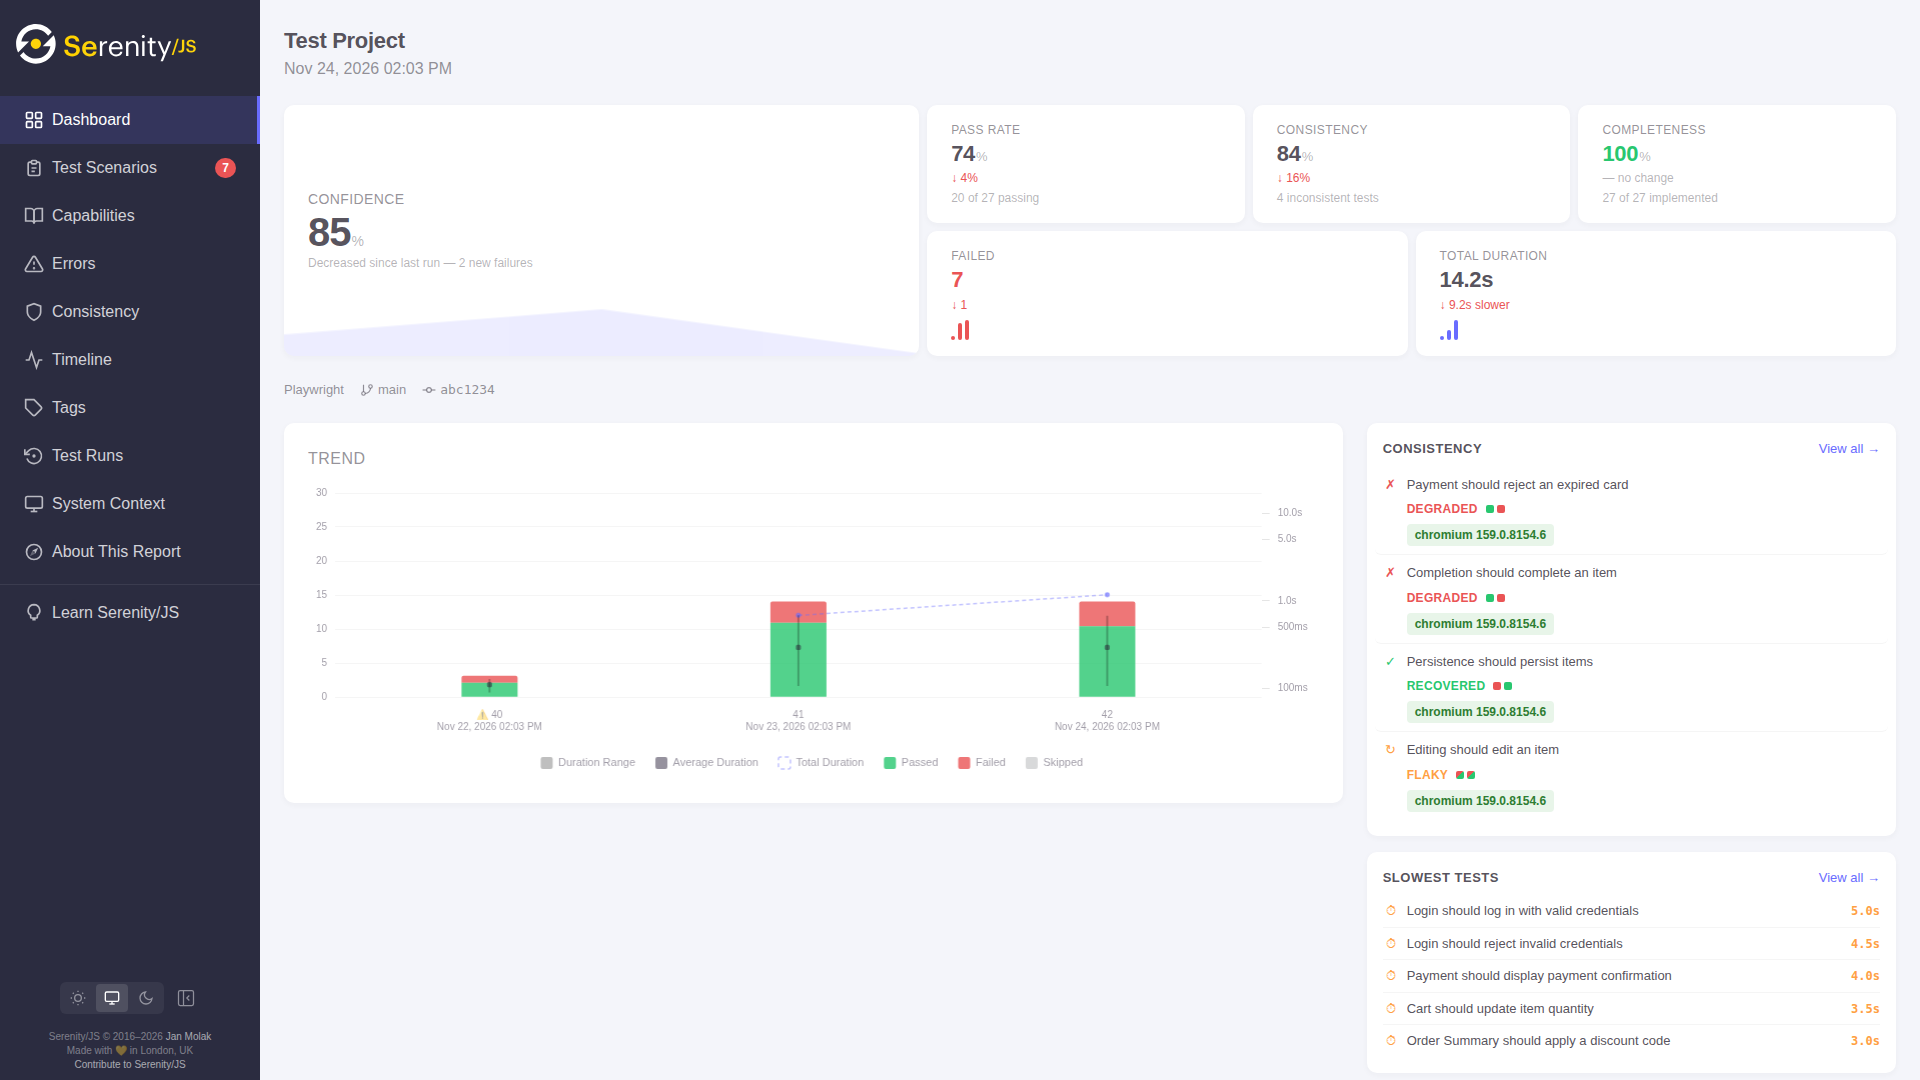 Serenity/JS
Dashboard
Test Scenarios 7
Capabilities
Errors
Consistency
Timeline
Tags
Test Runs
System Context
About This Report
Learn Serenity/JS
Serenity/JS © 2016–2026 Jan Molak
Made with 💛 in London, UK
Contribute to Serenity/JS
Test Project
Nov 24, 2026 02:03 PM
CONFIDENCE
85%
Decreased since last run — 2 new failures
PASS RATE
74%
↓ 4%
20 of 27 passing
CONSISTENCY
84%
↓ 16%
4 inconsistent tests
COMPLETENESS
100%
— no change
27 of 27 implemented
FAILED
7
↓ 1
TOTAL DURATION
14.2s
↓ 9.2s slower
Playwright main abc1234
TREND
30
25
20
15
10
5
0
10.0s
5.0s
1.0s
500ms
100ms
⚠️ 40
Nov 22, 2026 02:03 PM
41
Nov 23, 2026 02:03 PM
42
Nov 24, 2026 02:03 PM
Duration Range Average Duration Total Duration Passed Failed Skipped
CONSISTENCY View all →
✗ Payment should reject an expired card
DEGRADED
chromium 159.0.8154.6
✗ Completion should complete an item
DEGRADED
chromium 159.0.8154.6
✓ Persistence should persist items
RECOVERED
chromium 159.0.8154.6
↻ Editing should edit an item
FLAKY
chromium 159.0.8154.6
SLOWEST TESTS View all →
⏱ Login should log in with valid credentials 5.0s
⏱ Login should reject invalid credentials 4.5s
⏱ Payment should display payment confirmation 4.0s
⏱ Cart should update item quantity 3.5s
⏱ Order Summary should apply a discount code 3.0s